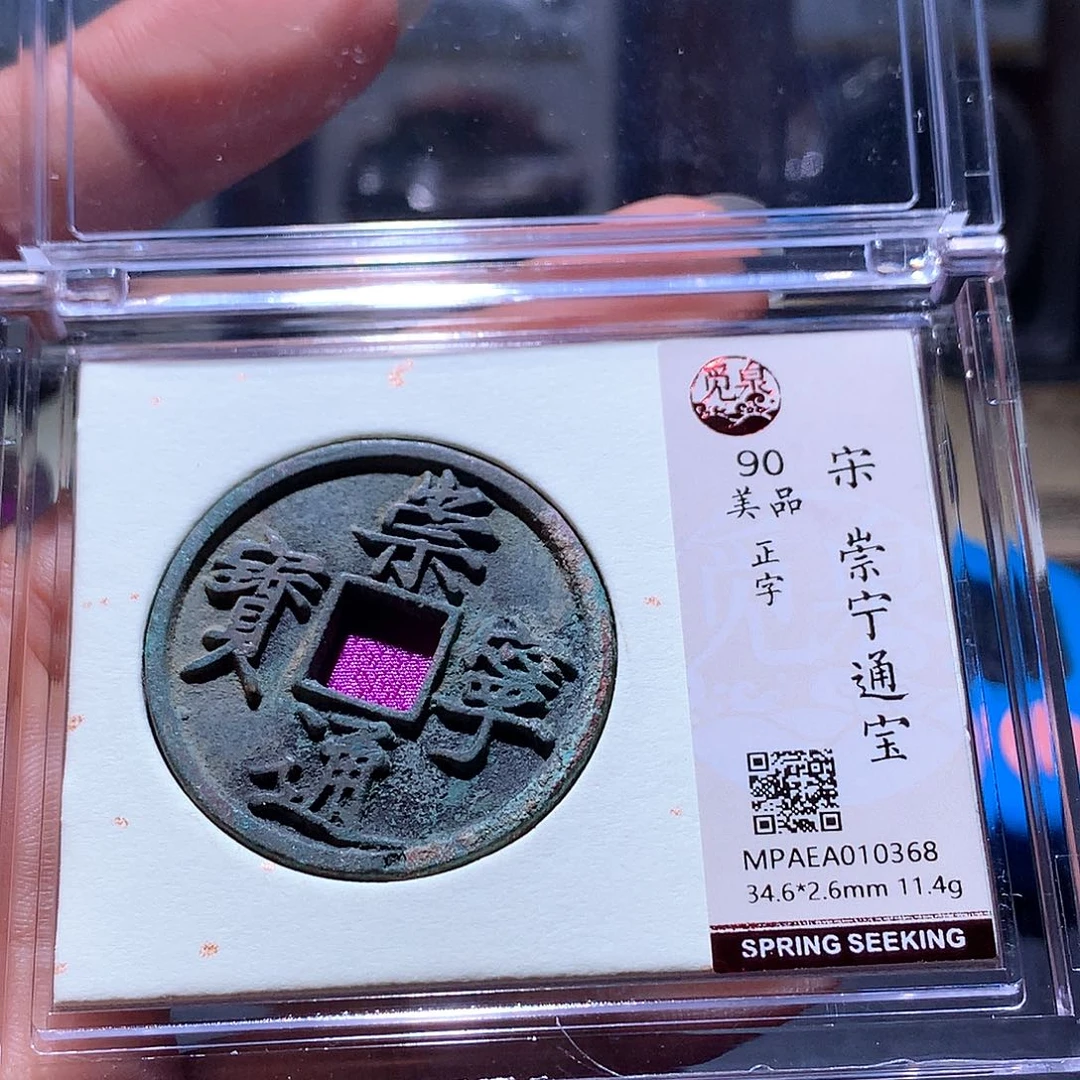 崇寧通寳
觅泉
90
美品
正字
宋 崇宁通宝
MPAEA010368
34.6*2.6mm 11.4g
SPRING SEEKING